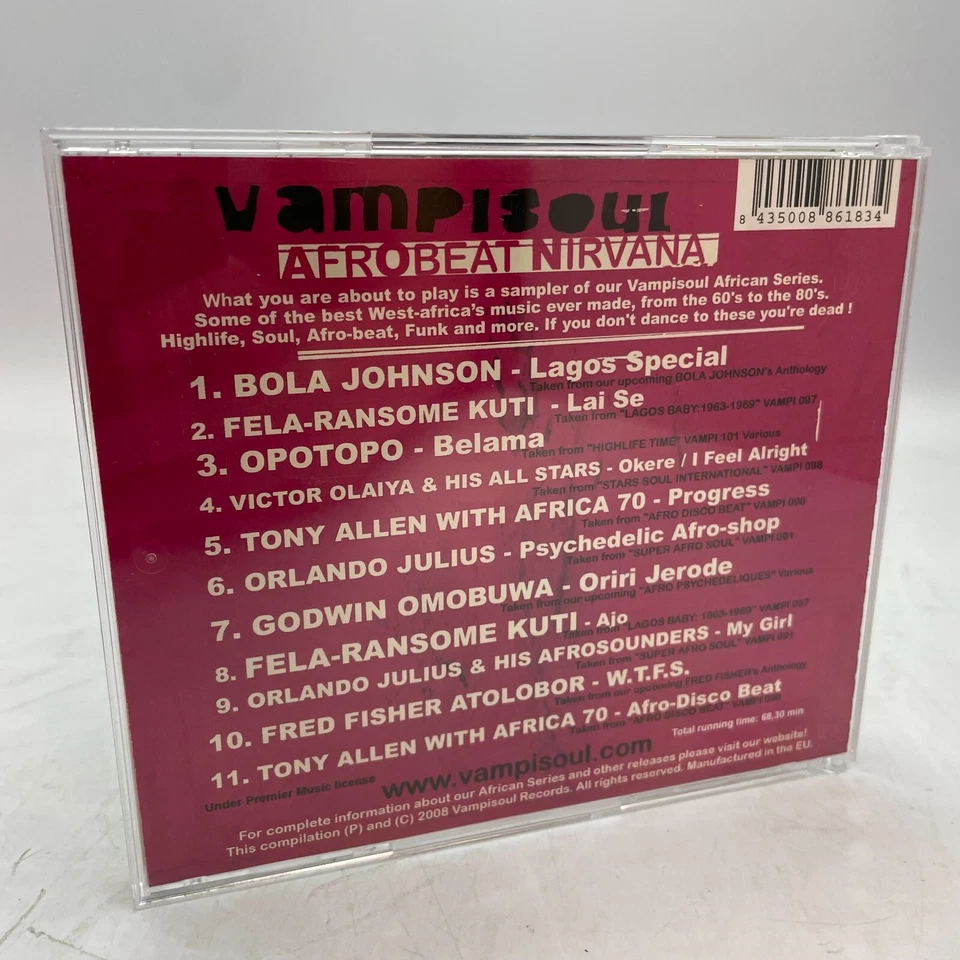 vampisoul
AFROBEAT NIRVANA
8 435008 861834
What you are about to play is a sampler of our Vampisoul African Series.
Some of the best West-africa's music ever made, from the 60's to the 80's.
Highlife, Soul, Afro-beat, Funk and more. If you don't dance to these you're dead !
1. BOLA JOHNSON - Lagos Special
Taken from our upcoming BOLA JOHNSON's Anthology
2. FELA-RANSOME KUTI - Lai Se
Taken from "LAGOS BABY:1963-1969" VAMPI 097
3. OPOTOPO - Belama
Taken from "HIGHLIFE TIME" VAMPI 101 Various
4. VICTOR OLAIYA & HIS ALL STARS - Okere / I Feel Alright
Taken from "STARS SOUL INTERNATIONAL" VAMPI 098
5. TONY ALLEN WITH AFRICA 70 - Progress
Taken from "AFRO DISCO BEAT" VAMPI 090
6. ORLANDO JULIUS - Psychedelic Afro-shop
Taken from "SUPER AFRO SOUL" VAMPI 091
7. GODWIN OMOBUWA - Oriri Jerode
Taken from our upcoming "AFRO PSYCHEDELIQUES" Various
8. FELA-RANSOME KUTI - Ajo
Taken from "LAGOS BABY: 1963-1969" VAMPI 097
9. ORLANDO JULIUS & HIS AFROSOUNDERS - My Girl
Taken from "SUPER AFRO SOUL" VAMPI 091
10. FRED FISHER ATOLOBOR - W.T.F.S.
Taken from our upcoming FRED FISHER's Anthology
11. TONY ALLEN WITH AFRICA 70 - Afro-Disco Beat
Taken from "AFRO DISCO BEAT" VAMPI 090
Total running time: 68,30 min
Under Premier Music license
www.vampisoul.com
For complete information about our African Series and other releases please visit our website!
This compilation (P) and (C) 2008 Vampisoul Records. All rights reserved. Manufactured in the EU.